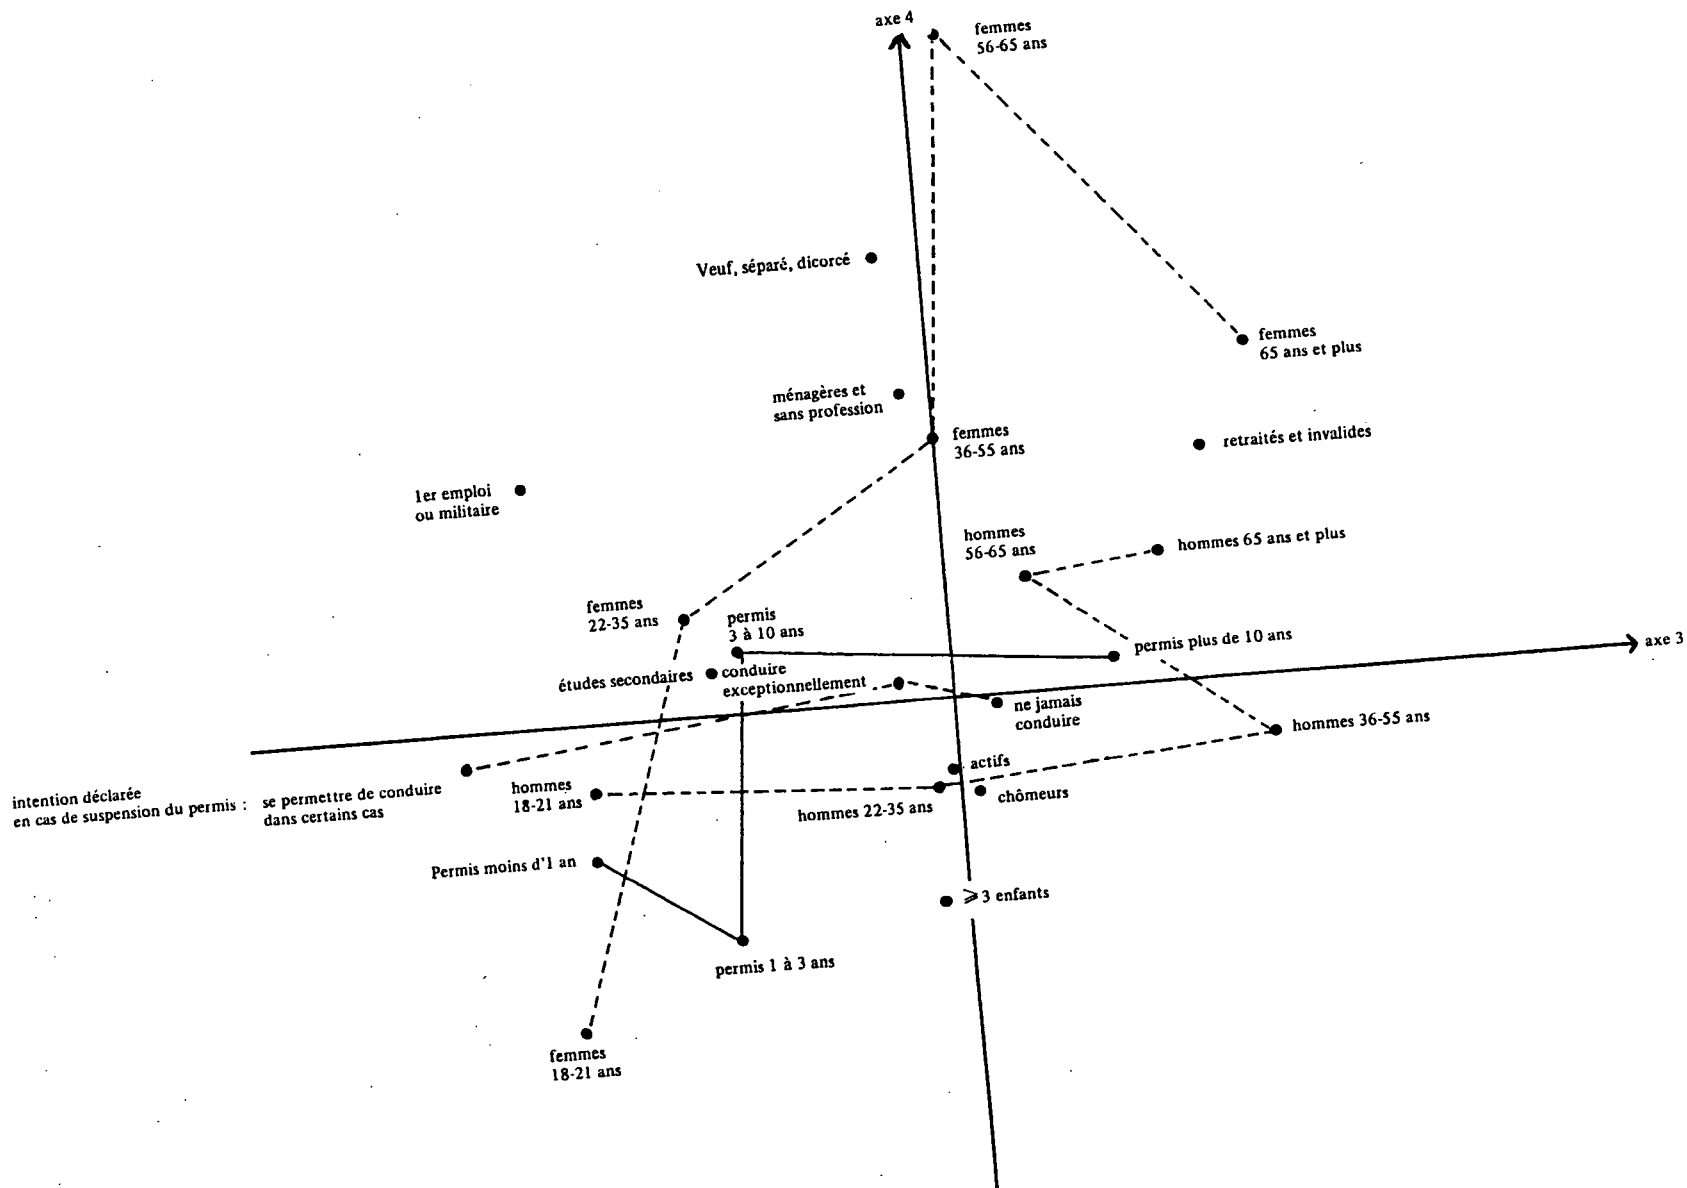 axe 4
femmes
56-65 ans
Veuf, séparé, dicorcé
femmes
65 ans et plus
ménagères et
sans profession
femmes
36-55 ans
retraités et invalides
1er emploi
ou militaire
hommes
56-65 ans
hommes 65 ans et plus
femmes
22-35 ans
permis
3 à 10 ans
permis plus de 10 ans
axe 3
études secondaires
conduire
exceptionnellement
ne jamais
conduire
hommes 36-55 ans
actifs
intention déclarée
en cas de suspension du permis :
se permettre de conduire
dans certains cas
hommes
18-21 ans
hommes 22-35 ans
chômeurs
Permis moins d'1 an
⩾ 3 enfants
permis 1 à 3 ans
femmes
18-21 ans